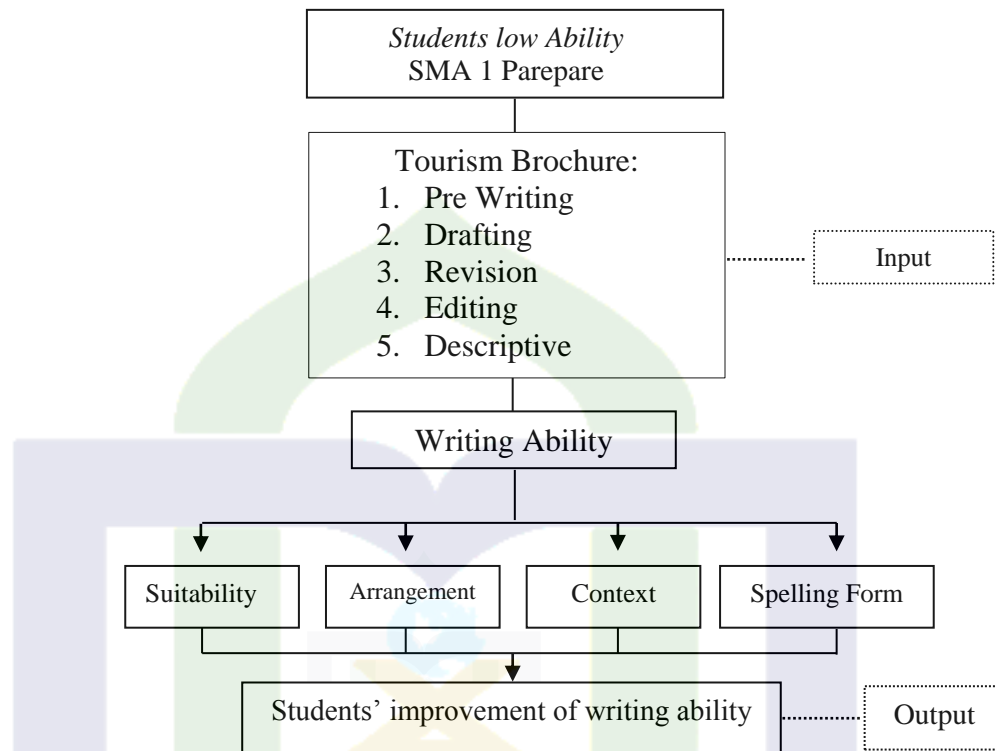 Students low Ability
SMA 1 Parepare
Tourism Brochure:
1. Pre Writing
2. Drafting
3. Revision
4. Editing
5. Descriptive
Input
Writing Ability
Suitability
Arrangement
Context
Spelling Form
Students’ improvement of writing ability
Output